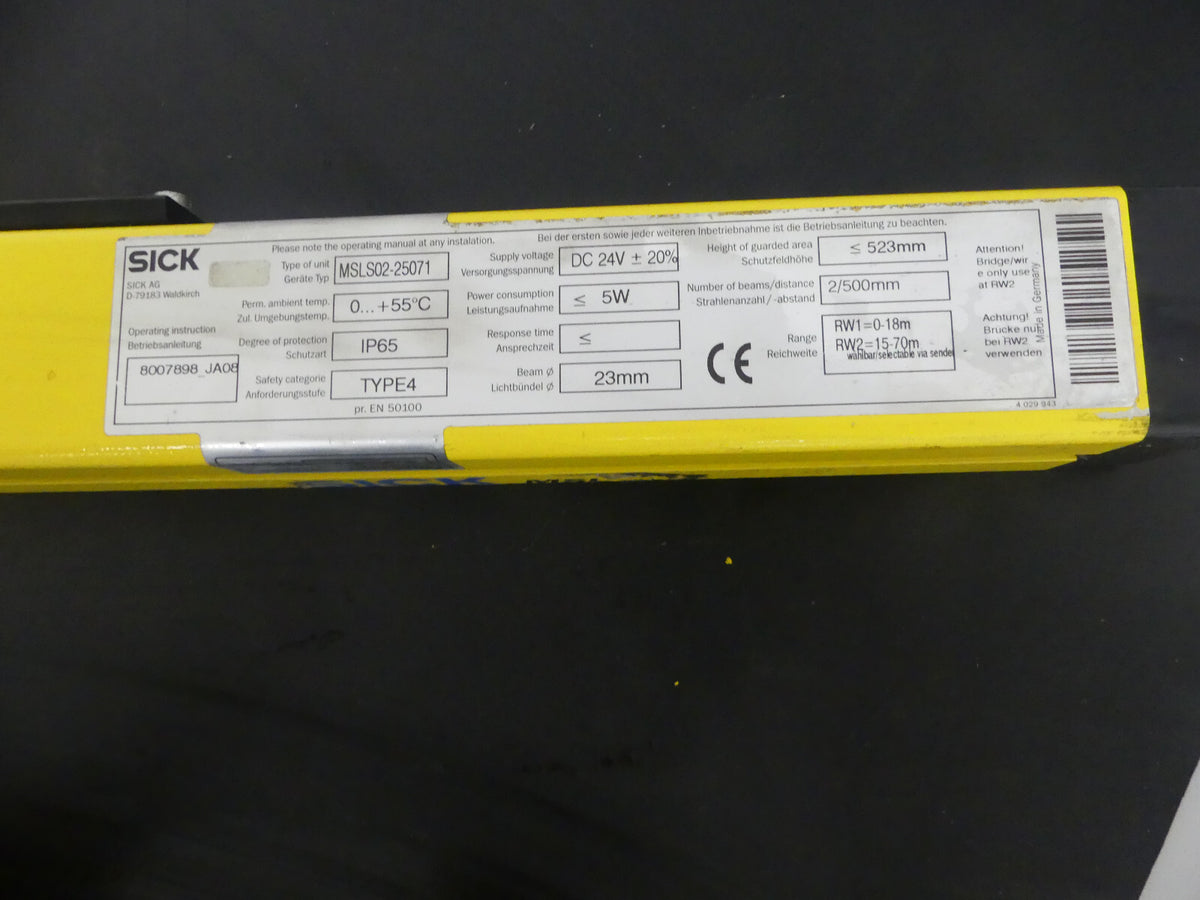 Please note the operating manual at any instalation.
Bei der ersten sowie jeder weiteren Inbetriebnahme ist die Betriebsanleitung zu beachten.
SICK
SICK AG
D-79183 Waldkirch
Operating instruction
Betriebsanleitung
8007898_JA08
Type of unit
Geräte Typ
MSLS02-25071
Perm. ambient temp.
Zul. Umgebungstemp.
0...+55°C
Degree of protection
Schutzart
IP65
Safety categorie
Anforderungsstufe
TYPE4
pr. EN 50100
Supply voltage
Versorgungsspannung
DC 24V ± 20%
Power consumption
Leistungsaufnahme
≤ 5W
Response time
Ansprechzeit
≤
Beam ∅
Lichtbündel ∅
23mm
Height of guarded area
Schutzfeldhöhe
≤ 523mm
Number of beams/distance
Strahlenanzahl / -abstand
2/500mm
Range
Reichweite
RW1=0-18m
RW2=15-70m
wahlbar/selectable via sender
CE
Attention!
Bridge/wir
e only use
at RW2
Achtung!
Brucke nur
bei RW2
verwenden
Made in Germany
4 029 943
SICK